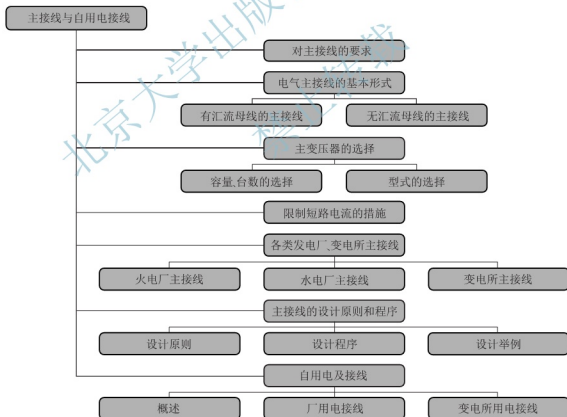 主接线与自用电接线
对主接线的要求
电气主接线的基本形式
有汇流母线的主接线 无汇流母线的主接线
主变压器的选择
容量、台数的选择 型式的选择
限制短路电流的措施
各类发电厂、变电所主接线
火电厂主接线 水电厂主接线 变电所主接线
主接线的设计原则和程序
设计原则 设计程序 设计举例
自用电及接线
概述 厂用电接线 变电所用电接线
北京大学出版